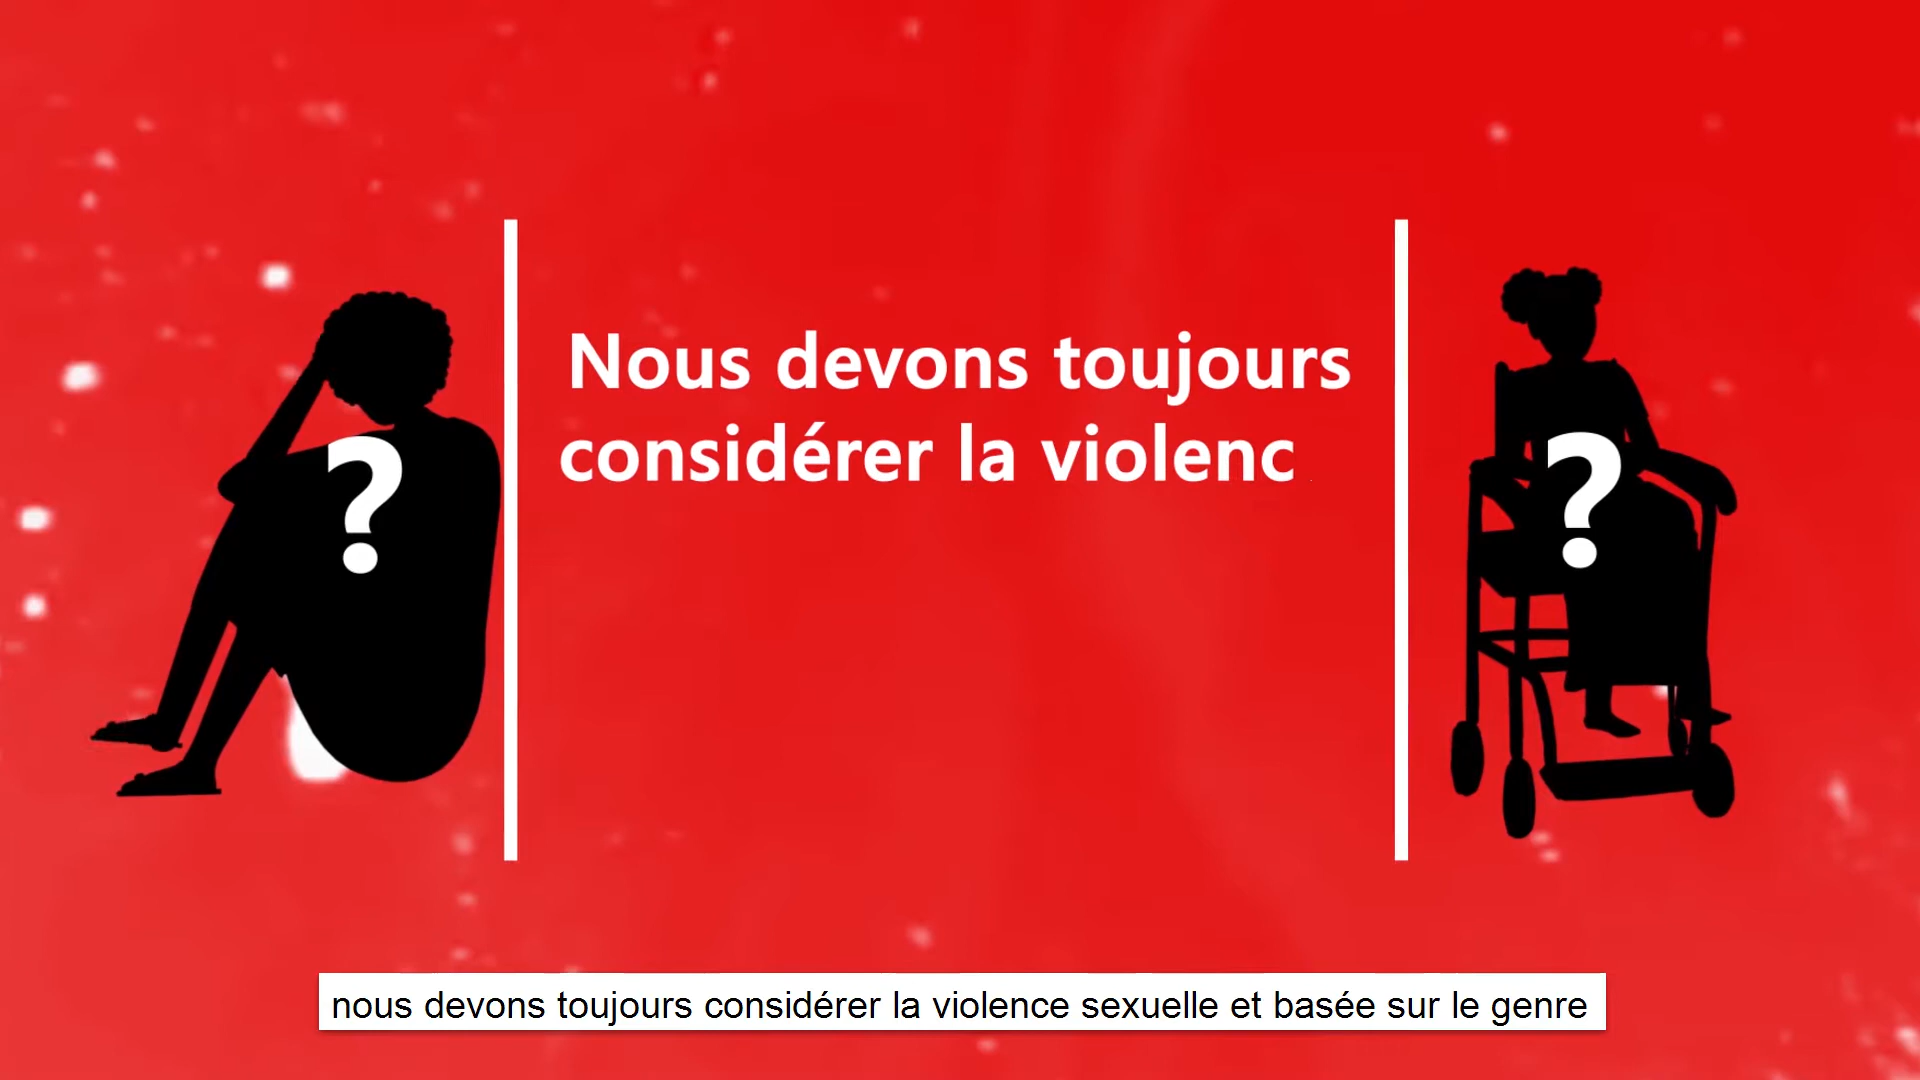 Nous devons toujours
considérer la violenc
?
?
nous devons toujours considérer la violence sexuelle et basée sur le genre